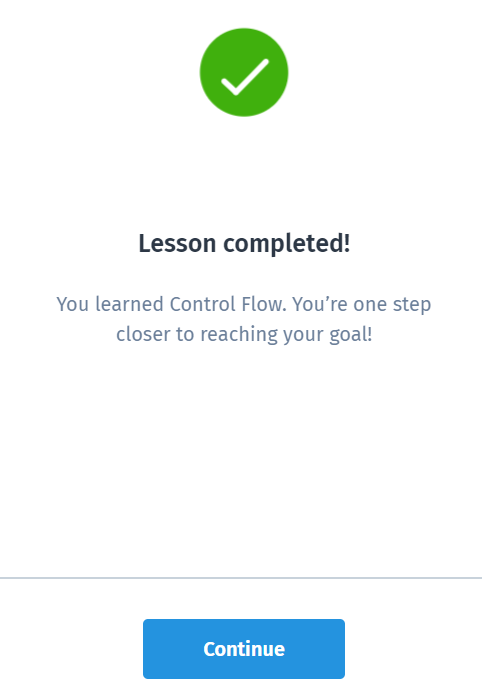 Lesson completed!
You learned Control Flow. You’re one step
closer to reaching your goal!
Continue